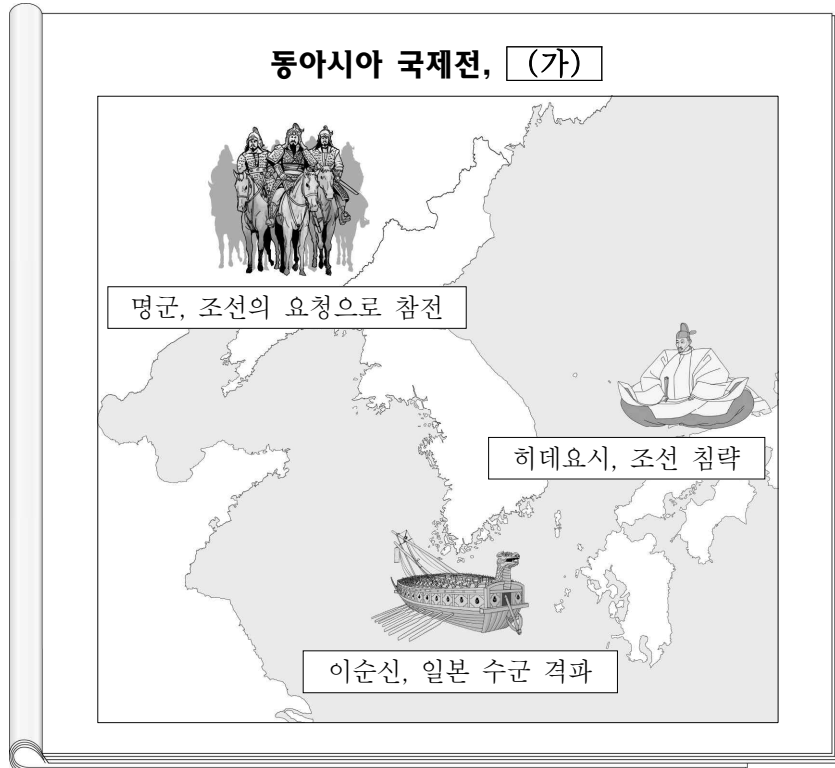 동아시아 국제전, (가)
명군, 조선의 요청으로 참전
히데요시, 조선 침략
이순신, 일본 수군 격파